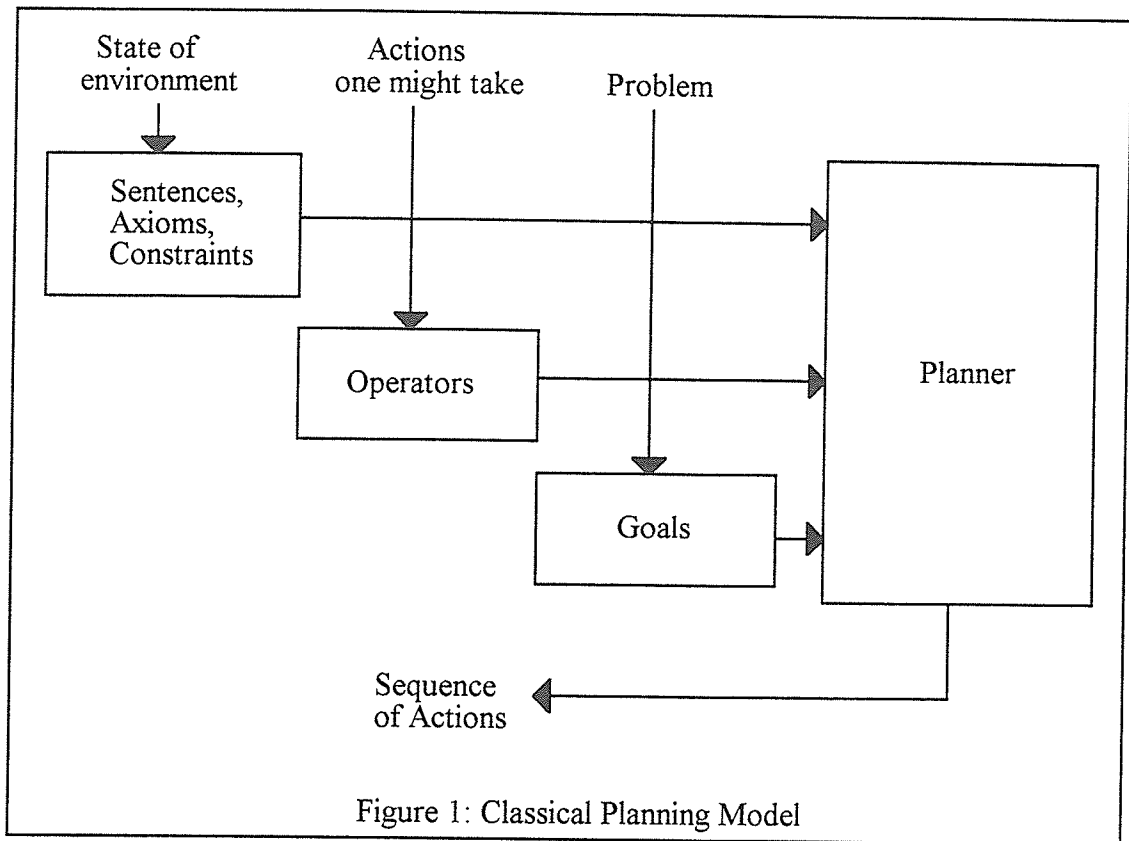 State of
environment
Actions
one might take
Problem
Sentences,
Axioms,
Constraints
Operators
Planner
Goals
Sequence
of Actions
Figure 1: Classical Planning Model